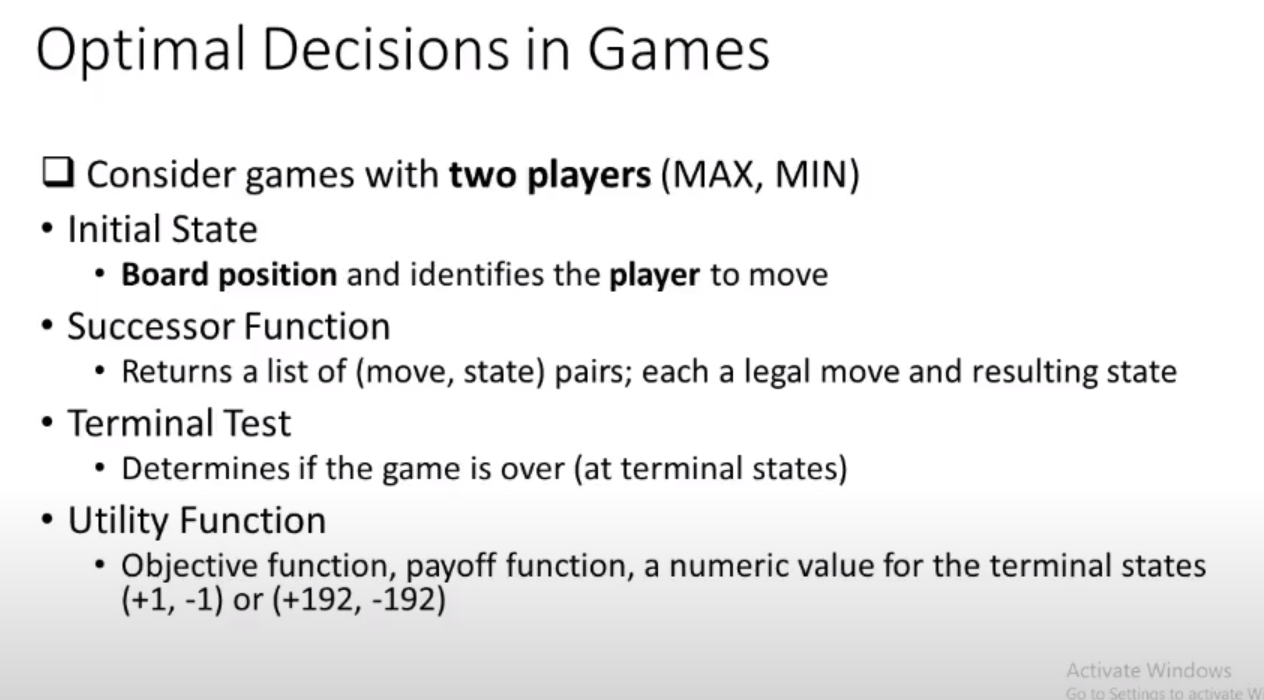 Optimal Decisions in Games
❑ Consider games with two players (MAX, MIN)
• Initial State
• Board position and identifies the player to move
• Successor Function
• Returns a list of (move, state) pairs; each a legal move and resulting state
• Terminal Test
• Determines if the game is over (at terminal states)
• Utility Function
• Objective function, payoff function, a numeric value for the terminal states
(+1, -1) or (+192, -192)
Activate Windows
Go to Settings to activate